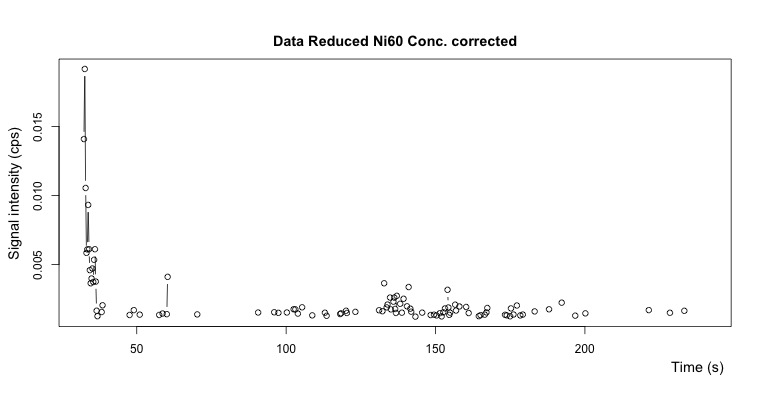 Data Reduced Ni60 Conc. corrected
Signal intensity (cps)
0.015
0.010
0.005
50 100 150 200
Time (s)